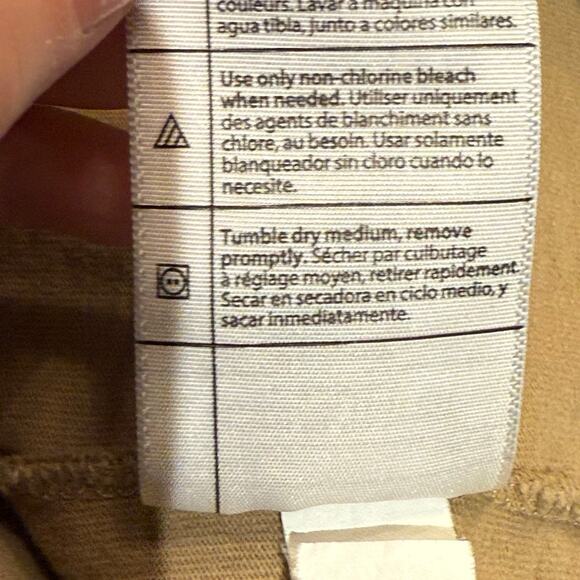 couleurs. Lavar a máquina con
agua tibia, junto a colores similares.
Use only non-chlorine bleach
when needed. Utiliser uniquement
des agents de blanchiment sans
chlore, au besoin. Usar solamente
blanqueador sin cloro cuando lo
necesite.
Tumble dry medium, remove
promptly. Sécher par culbutage
à réglage moyen, retirer rapidement.
Secar en secadora en ciclo medio, y
sacar inmediatamente.